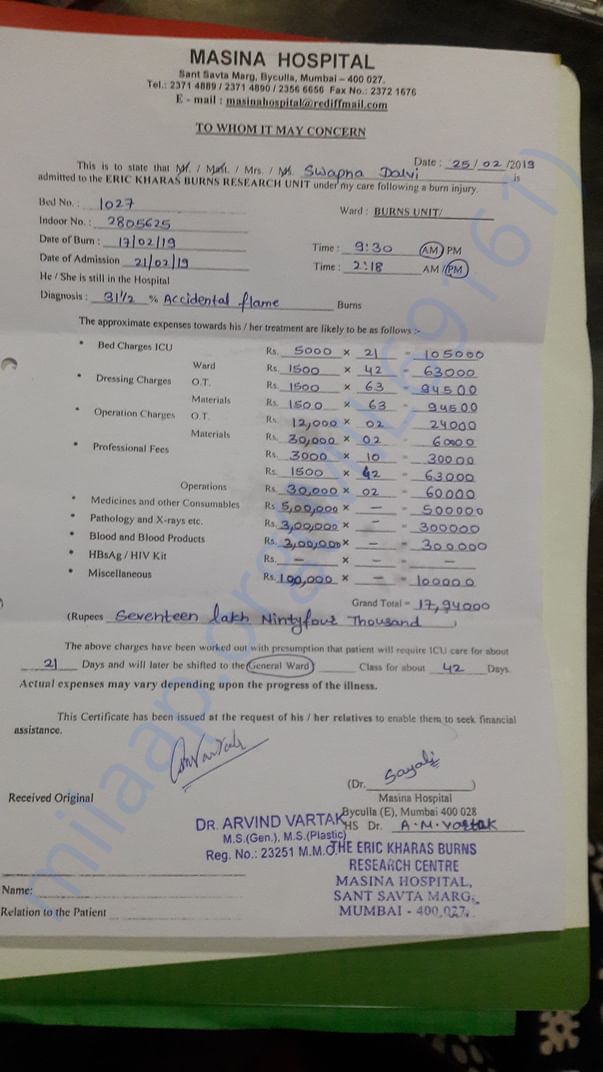 MASINA HOSPITAL
Sant Savta Marg, Byculla, Mumbai – 400 027.
Tel.: 2371 4889 / 2371 4890 / 2356 6656 Fax No.: 2372 1676
E - mail : masinahospital@rediffmail.com
TO WHOM IT MAY CONCERN
Date : 25/02/2019
This is to state that Mr. / Mast. / Mrs. / Ms. Swapna Dalvi is
admitted to the ERIC KHARAS BURNS RESEARCH UNIT under my care following a burn injury.
Bed No. : 1027 Ward : BURNS UNIT/
Indoor No. : 2805625
Date of Burn : 17/02/19 Time : 9:30 AM/ PM
Date of Admission 21/02/19 Time : 2:18 AM / PM
He / She is still in the Hospital
Diagnosis : 31 1/2 % Accidental flame Burns
The approximate expenses towards his / her treatment are likely to be as follows :-
* Bed Charges ICU Rs. 5000 × 21 = 105000
Ward Rs. 1500 × 42 = 63000
* Dressing Charges O.T. Rs. 1500 × 63 = 94500
Materials Rs. 1500 × 63 = 94500
* Operation Charges O.T. Rs. 12,000 × 02 24000
Materials Rs. 30,000 × 02 = 60000
* Professional Fees Rs. 3000 × 10 = 30000
Rs. 1500 × 42 = 63000
Operations Rs. 30,000 × 02 = 60000
* Medicines and other Consumables Rs 5,00,000 × — = 500000
* Pathology and X-rays etc. Rs. 3,00,000 × — = 300000
* Blood and Blood Products Rs. 3,00,000 × — = 300000
* HBsAg / HIV Kit Rs. — × — = —
* Miscellaneous Rs. 100,000 × — = 100000
Grand Total = 17,94000
(Rupees Seventeen lakh Nintyfour Thousand )
The above charges have been worked out with presumption that patient will require ICU care for about
21 Days and will later be shifted to the General Ward Class for about 42 Days.
Actual expenses may vary depending upon the progress of the illness.
This Certificate has been issued at the request of his / her relatives to enable them to seek financial
assistance.
(Dr. Sayali )
Received Original Masina Hospital
Byculla (E), Mumbai 400 028
HS Dr. A.M. Vartak
DR. ARVIND VARTAK
M.S.(Gen.), M.S.(Plastic)
Reg. No.: 23251 M.M.C.
THE ERIC KHARAS BURNS
RESEARCH CENTRE
MASINA HOSPITAL,
SANT SAVTA MARG,
MUMBAI - 400 027.
Name:
Relation to the Patient